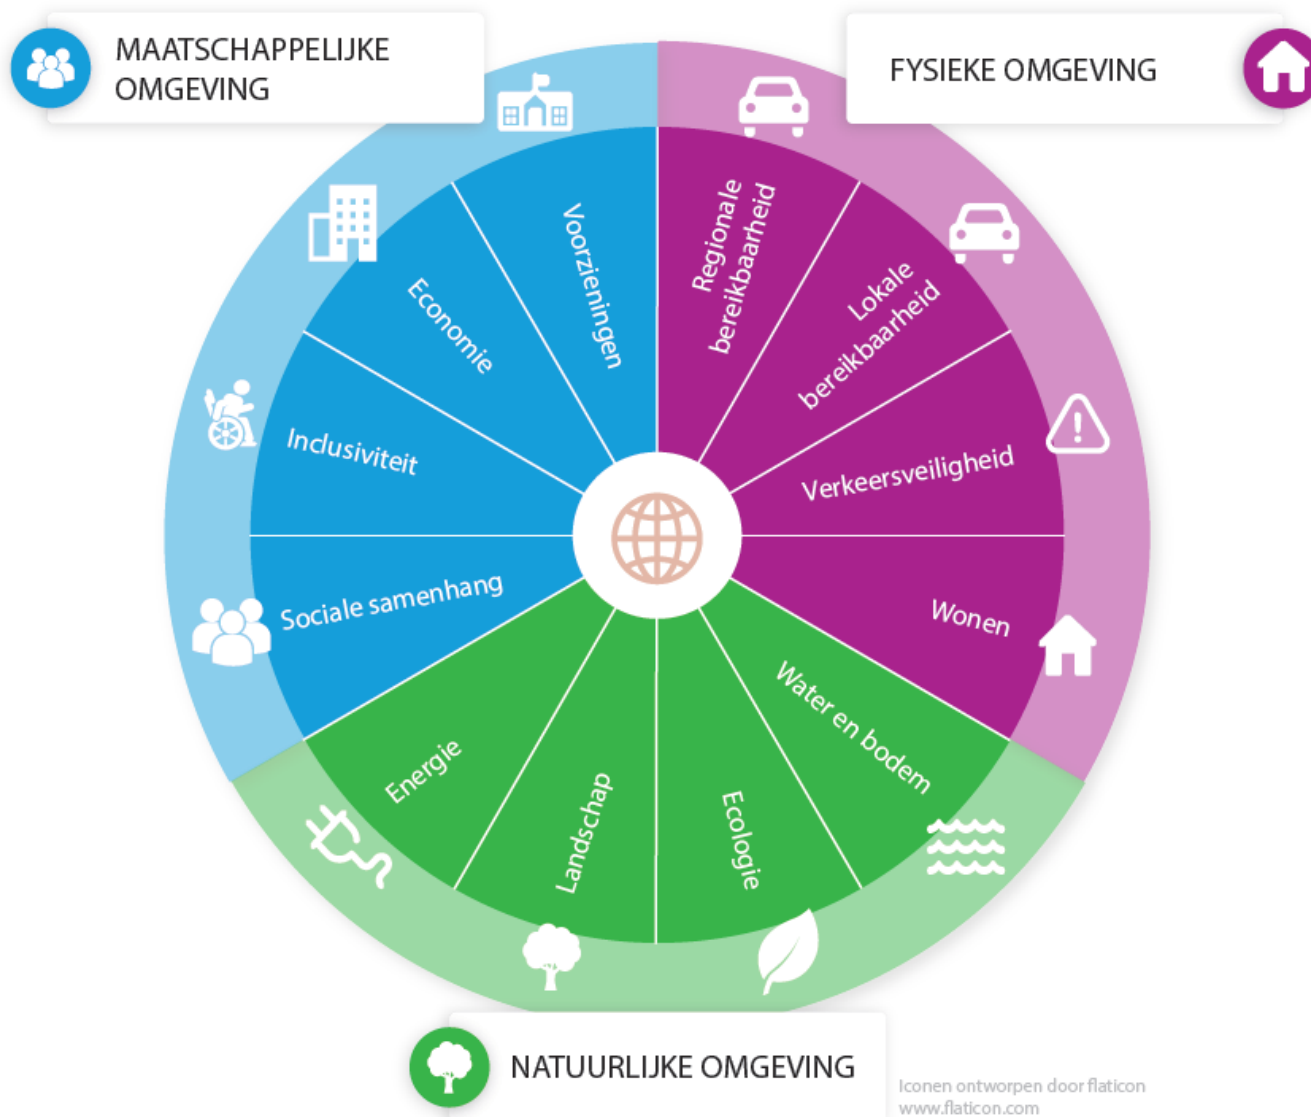 MAATSCHAPPELIJKE
OMGEVING
FYSIEKE OMGEVING
Regionale
bereikbaarheid
Lokale
bereikbaarheid
Verkeersveiligheid
Wonen
Water en bodem
Ecologie
Landschap
Energie
Sociale samenhang
Inclusiviteit
Economie
Voorzieningen
NATUURLIJKE OMGEVING
Iconen ontworpen door flaticon
www.flaticon.com